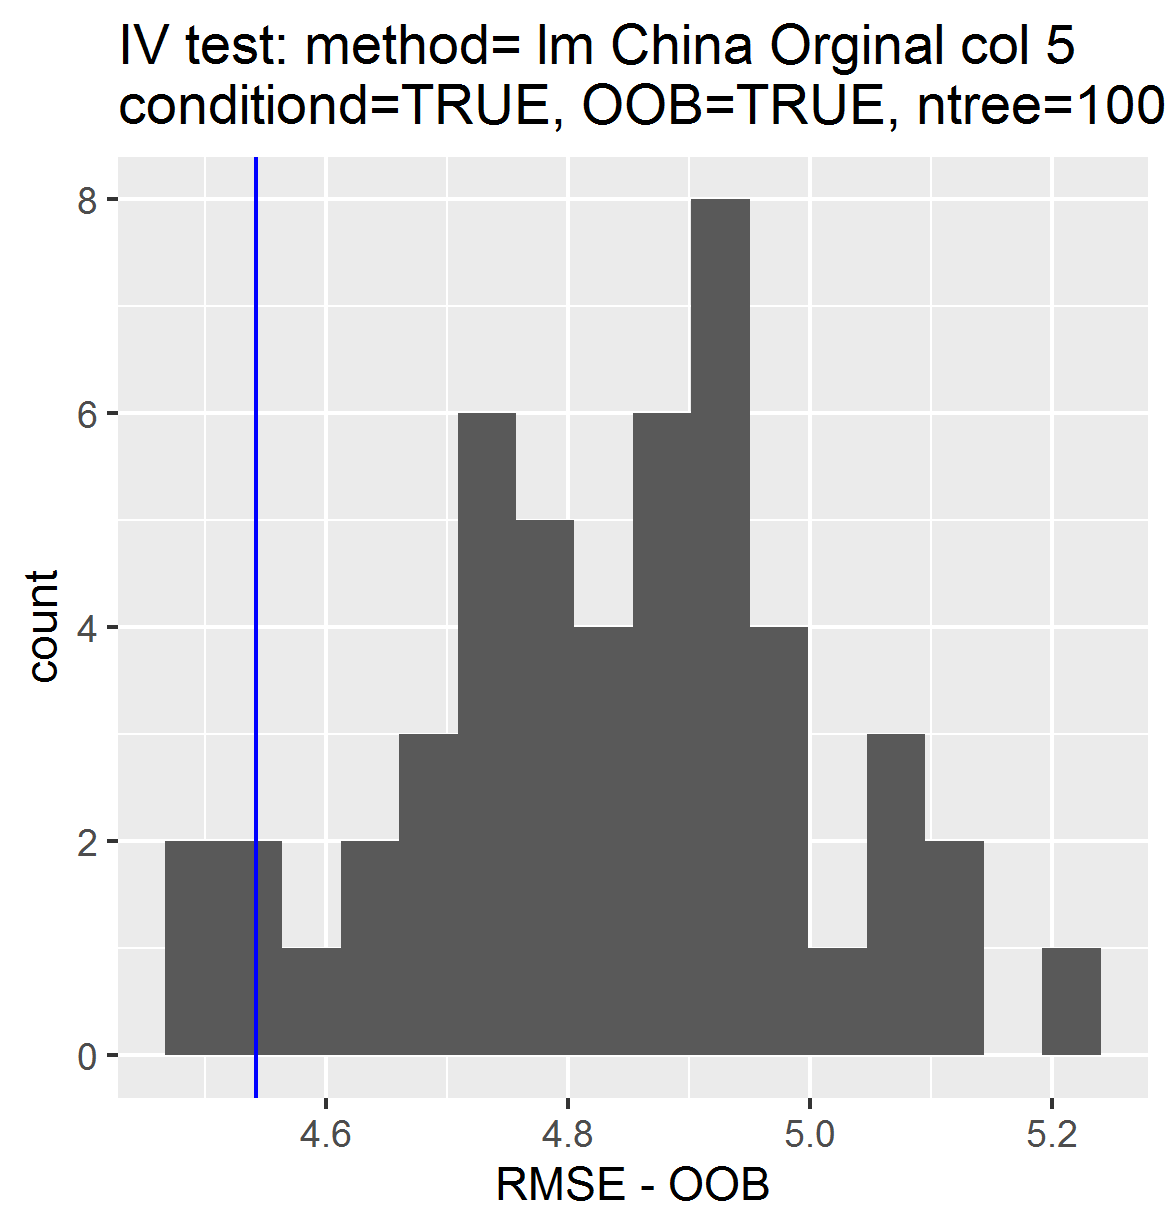 IV test: method= lm China Orginal col 5
conditiond=TRUE, OOB=TRUE, ntree=100
8
6
4
2
0
count
4.6 4.8 5.0 5.2
RMSE - OOB